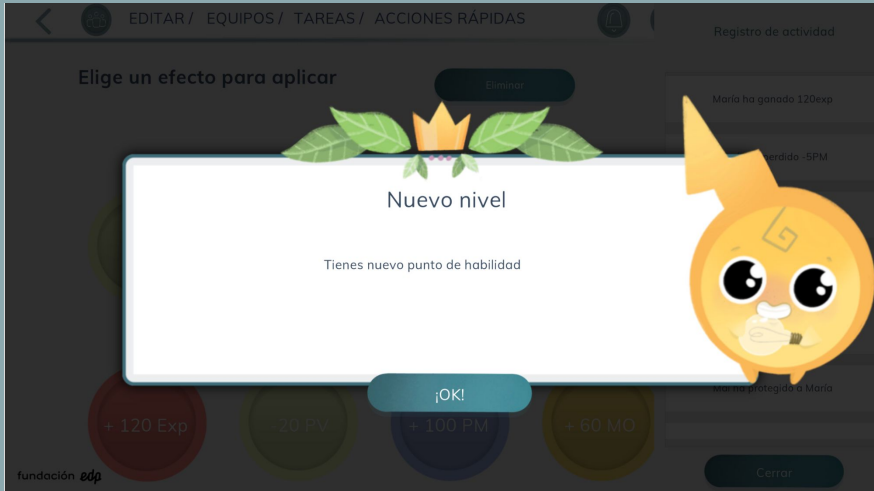 EDITAR / EQUIPOS / TAREAS / ACCIONES RÁPIDAS
Registro de actividad
Elige un efecto para aplicar
Eliminar
María ha ganado 120exp
perdido -5PM
Nuevo nivel
Tienes nuevo punto de habilidad
¡OK!
Moi ha protegido a María
+ 120 Exp
- 20 PV
+ 100 PM
+ 60 MO
Cerrar
fundación edp